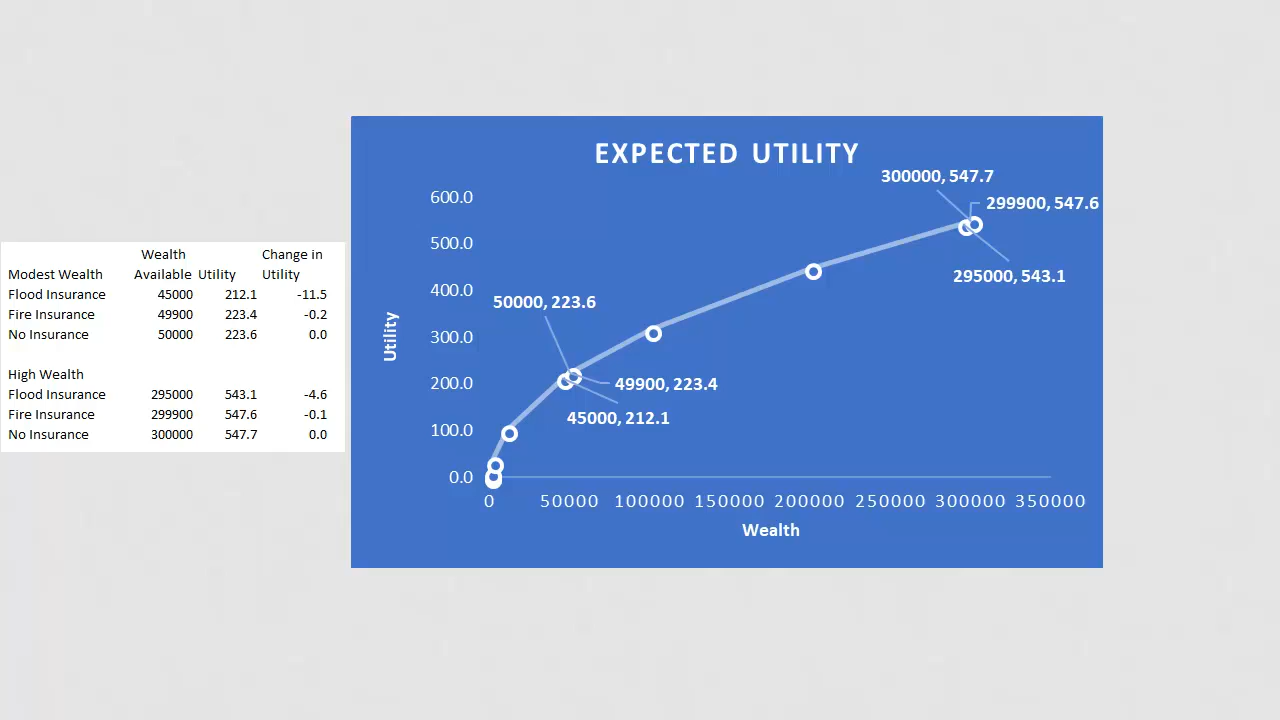 Wealth Change in
Modest Wealth Available Utility Utility
Flood Insurance 45000 212.1 -11.5
Fire Insurance 49900 223.4 -0.2
No Insurance 50000 223.6 0.0
High Wealth
Flood Insurance 295000 543.1 -4.6
Fire Insurance 299900 547.6 -0.1
No Insurance 300000 547.7 0.0
EXPECTED UTILITY
300000, 547.7
299900, 547.6
295000, 543.1
50000, 223.6
49900, 223.4
45000, 212.1
Utility
600.0
500.0
400.0
300.0
200.0
100.0
0.0
0 50000 100000 150000 200000 250000 300000 350000
Wealth